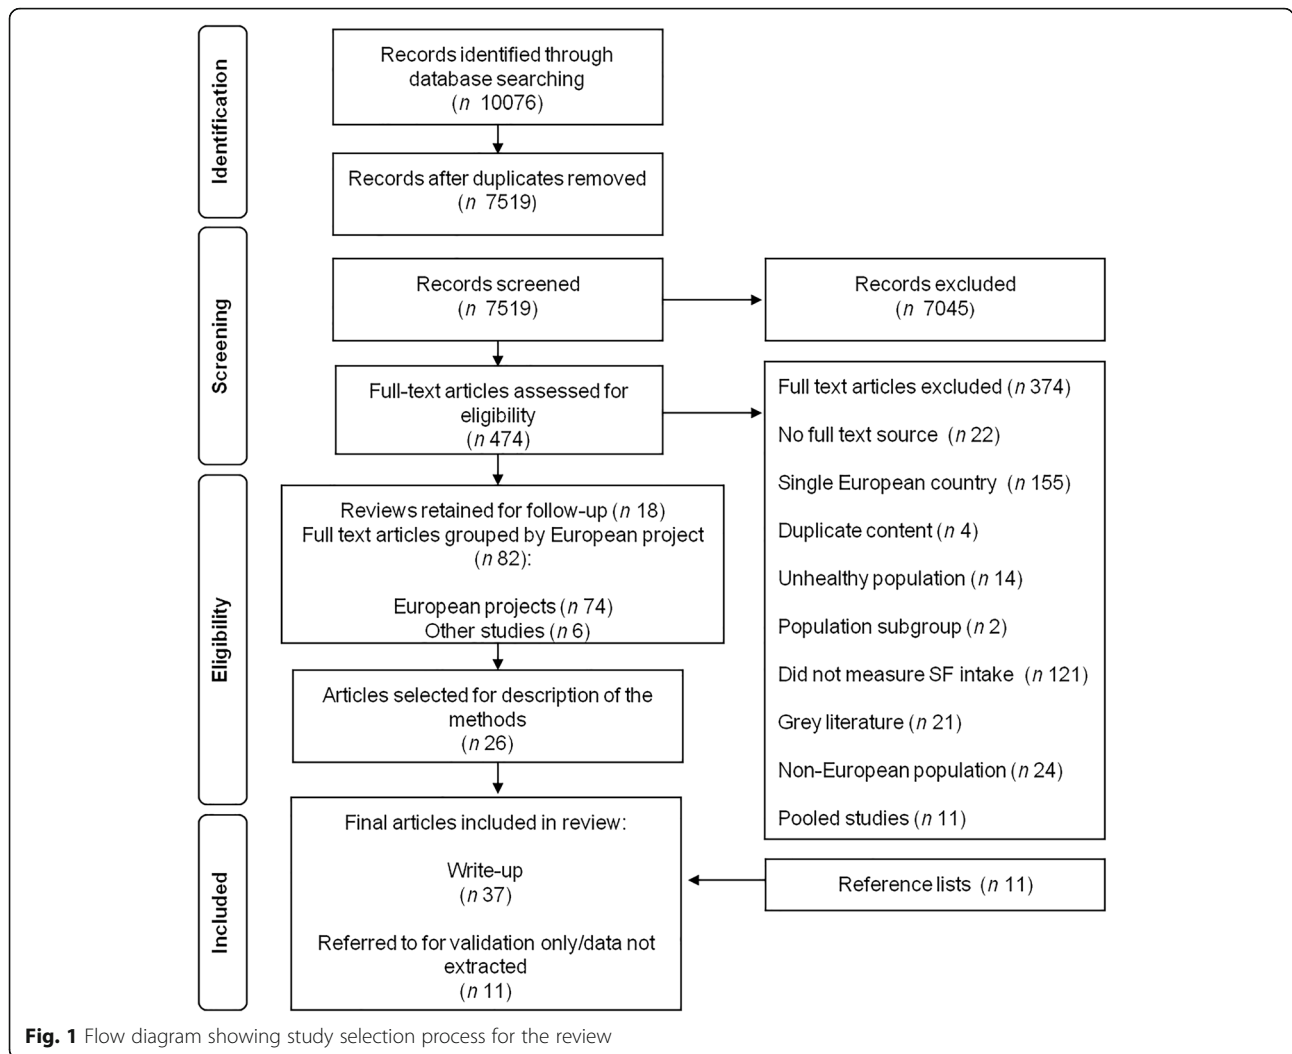 Identification
Records identified through
database searching
(n 10076)
Records after duplicates removed
(n 7519)
Screening
Records screened
(n 7519)
Records excluded
(n 7045)
Full-text articles assessed for
eligibility
(n 474)
Full text articles excluded (n 374)
No full text source (n 22)
Single European country (n 155)
Duplicate content (n 4)
Unhealthy population (n 14)
Population subgroup (n 2)
Did not measure SF intake (n 121)
Grey literature (n 21)
Non-European population (n 24)
Pooled studies (n 11)
Eligibility
Reviews retained for follow-up (n 18)
Full text articles grouped by European project
(n 82):
European projects (n 74)
Other studies (n 6)
Articles selected for description of the
methods
(n 26)
Included
Final articles included in review:
Write-up
(n 37)
Referred to for validation only/data not
extracted
(n 11)
Reference lists (n 11)
Fig. 1 Flow diagram showing study selection process for the review